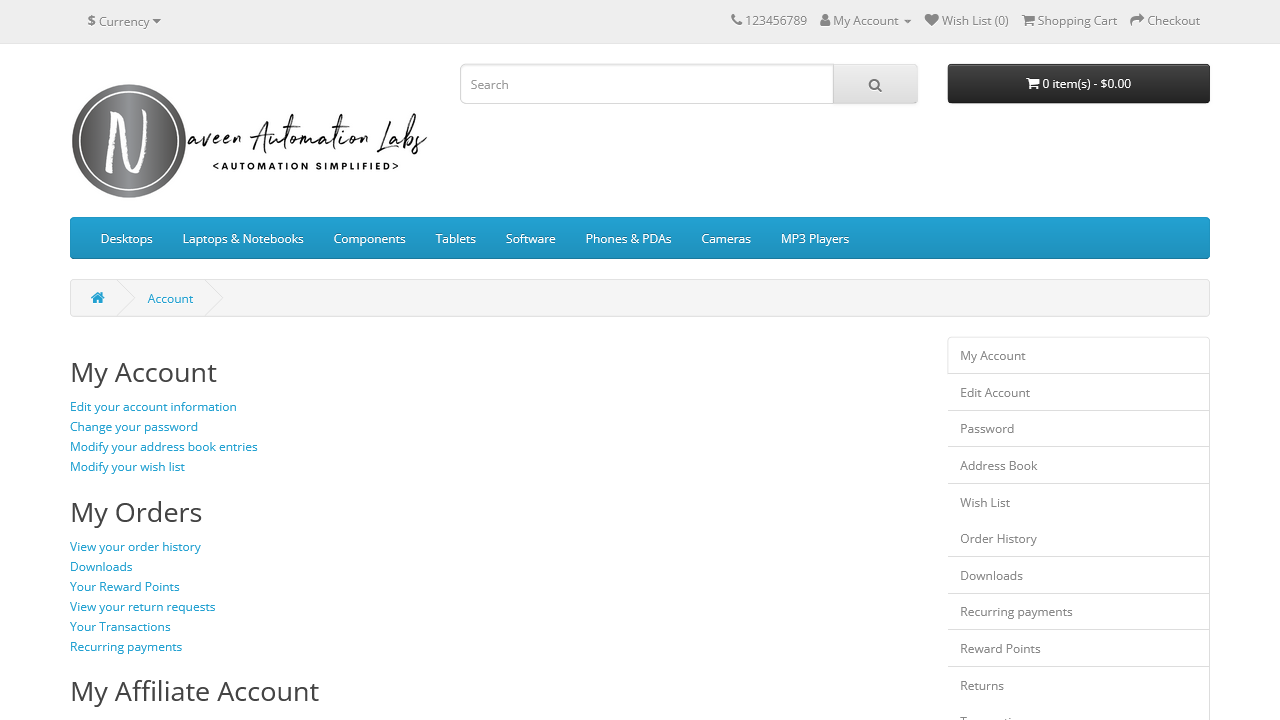 $ Currency
123456789 My Account Wish List (0) Shopping Cart Checkout
N aveen Automation Labs
<AUTOMATION SIMPLIFIED>
Search
0 item(s) - $0.00
Desktops Laptops & Notebooks Components Tablets Software Phones & PDAs Cameras MP3 Players
Account
My Account
Edit your account information
Change your password
Modify your address book entries
Modify your wish list
My Orders
View your order history
Downloads
Your Reward Points
View your return requests
Your Transactions
Recurring payments
My Affiliate Account
My Account
Edit Account
Password
Address Book
Wish List
Order History
Downloads
Recurring payments
Reward Points
Returns